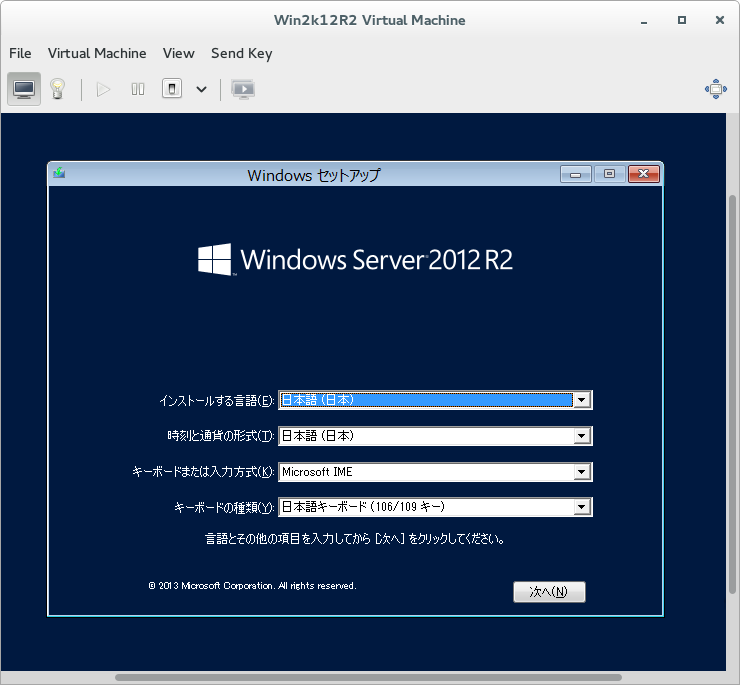 Win2k12R2 Virtual Machine
File Virtual Machine View Send Key
Windows セットアップ
Windows Server 2012 R2
インストールする言語(E): 日本語 (日本)
時刻と通貨の形式(T): 日本語 (日本)
キーボードまたは入力方式(K): Microsoft IME
キーボードの種類(Y): 日本語キーボード (106/109 キー)
言語とその他の項目を入力してから [次へ] をクリックしてください。
© 2013 Microsoft Corporation. All rights reserved.
次へ(N)